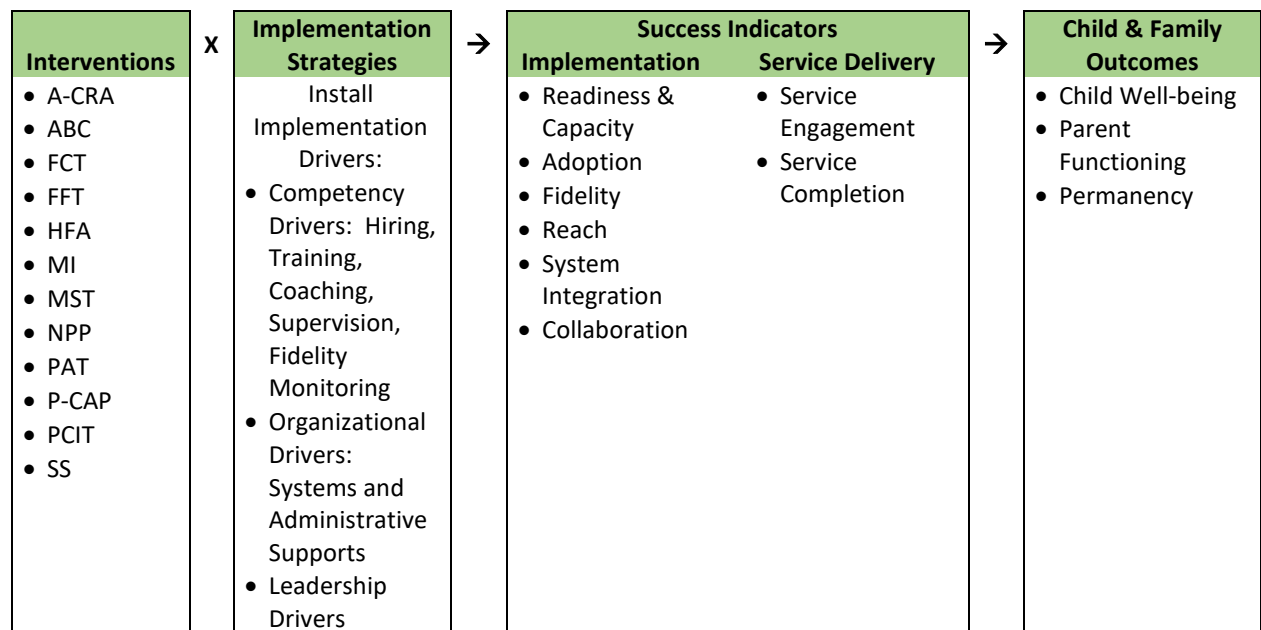 Interventions
• A-CRA
• ABC
• FCT
• FFT
• HFA
• MI
• MST
• NPP
• PAT
• P-CAP
• PCIT
• SS
X
Implementation
Strategies
Install
Implementation
Drivers:
• Competency
Drivers: Hiring,
Training,
Coaching,
Supervision,
Fidelity
Monitoring
• Organizational
Drivers:
Systems and
Administrative
Supports
• Leadership
Drivers
→
Success Indicators
Implementation
• Readiness &
Capacity
• Adoption
• Fidelity
• Reach
• System
Integration
• Collaboration
Service Delivery
• Service
Engagement
• Service
Completion
→
Child & Family
Outcomes
• Child Well-being
• Parent
Functioning
• Permanency